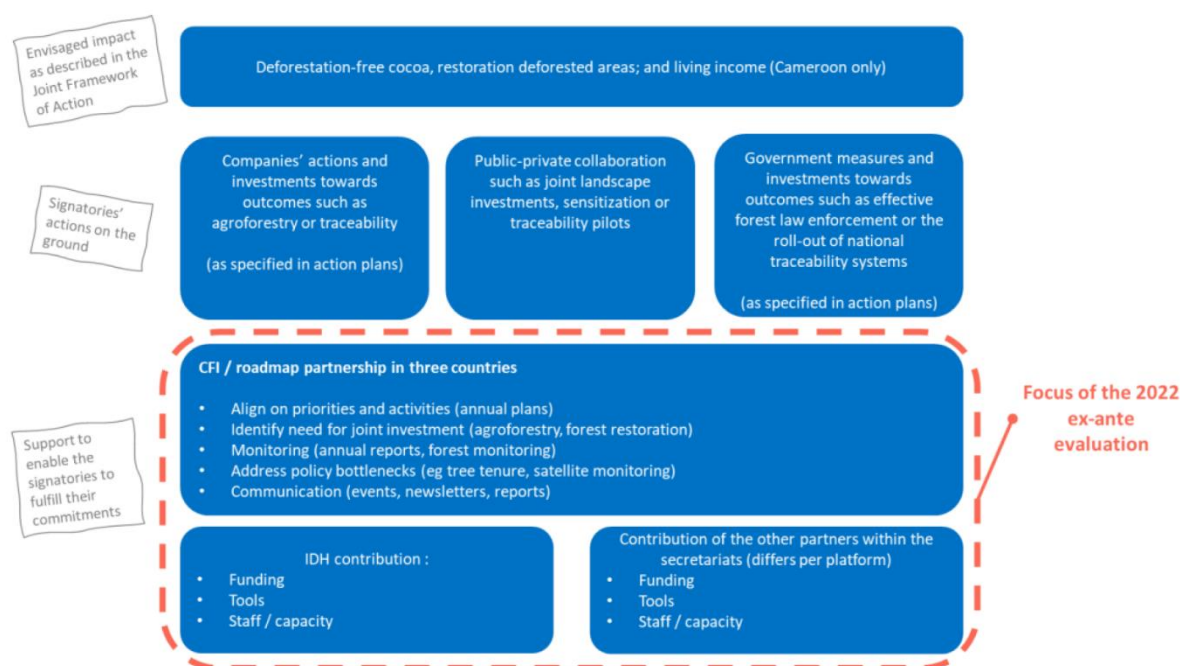 Envisaged impact
as described in the
Joint Framework
of Action
Deforestation-free cocoa, restoration deforested areas; and living income (Cameroon only)
Signatories’
actions on the
ground
Companies’ actions and
investments towards
outcomes such as
agroforestry or traceability
(as specified in action plans)
Public-private collaboration
such as joint landscape
investments, sensitization or
traceability pilots
Government measures and
investments towards
outcomes such as effective
forest law enforcement or the
roll-out of national
traceability systems
(as specified in action plans)
Support to
enable the
signatories to
fulfill their
commitments
CFI / roadmap partnership in three countries
• Align on priorities and activities (annual plans)
• Identify need for joint investment (agroforestry, forest restoration)
• Monitoring (annual reports, forest monitoring)
• Address policy bottlenecks (eg tree tenure, satellite monitoring)
• Communication (events, newsletters, reports)
Focus of the 2022
ex-ante
evaluation
IDH contribution :
• Funding
• Tools
• Staff / capacity
Contribution of the other partners within the
secretariats (differs per platform)
• Funding
• Tools
• Staff / capacity